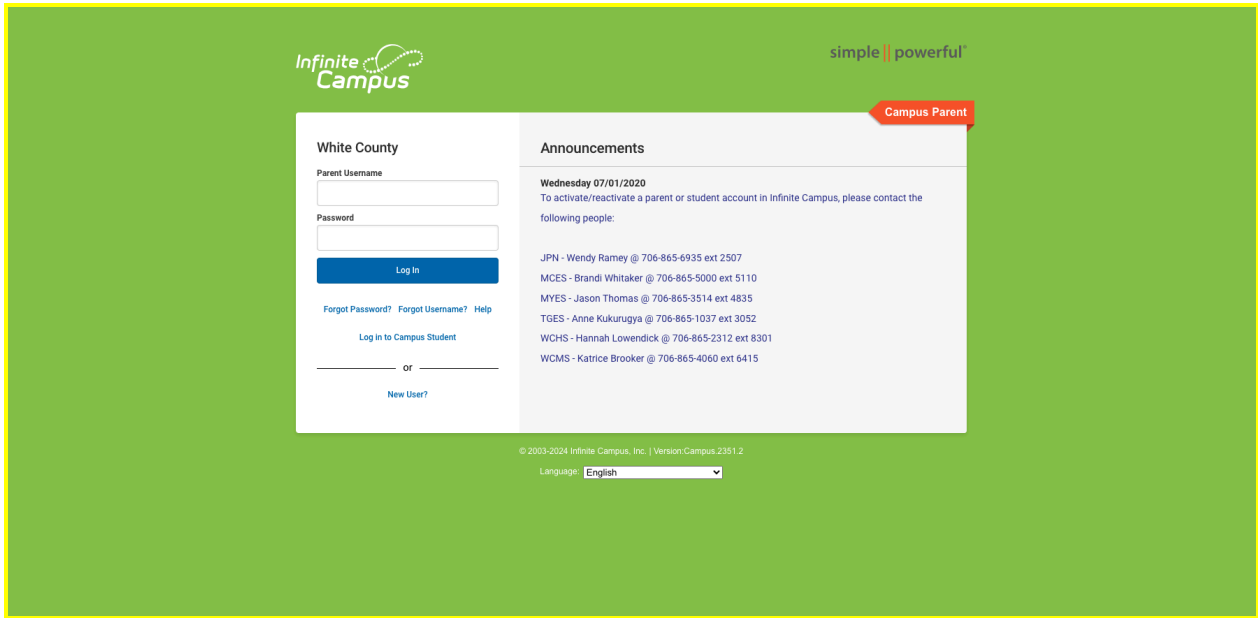 Infinite
Campus
simple || powerful®
Campus Parent
White County
Parent Username
Password
Log In
Forgot Password? Forgot Username? Help
Log in to Campus Student
or
New User?
Announcements
Wednesday 07/01/2020
To activate/reactivate a parent or student account in Infinite Campus, please contact the
following people:
JPN - Wendy Ramey @ 706-865-6935 ext 2507
MCES - Brandi Whitaker @ 706-865-5000 ext 5110
MYES - Jason Thomas @ 706-865-3514 ext 4835
TGES - Anne Kukurugya @ 706-865-1037 ext 3052
WCHS - Hannah Lowendick @ 706-865-2312 ext 8301
WCMS - Katrice Brooker @ 706-865-4060 ext 6415
© 2003-2024 Infinite Campus, Inc. | Version:Campus.2351.2
Language: English